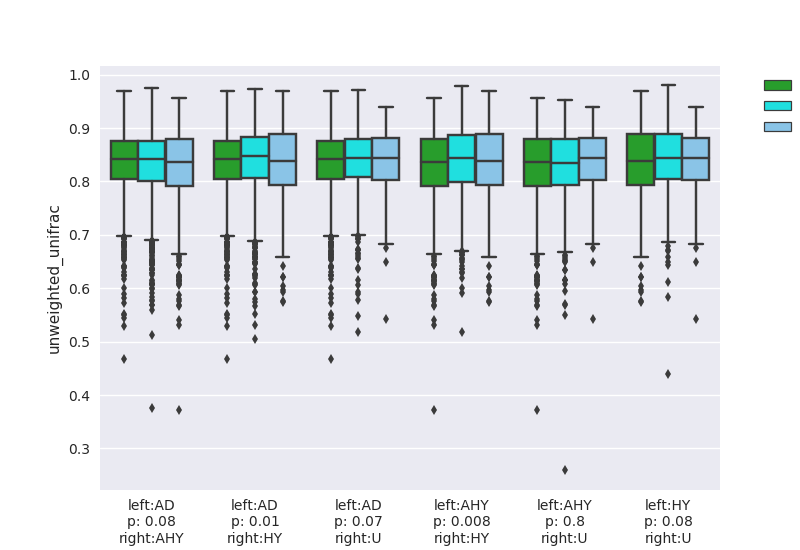 1.0
0.9
0.8
0.7
0.6
0.5
0.4
0.3
unweighted_unifrac
left:AD
p: 0.08
right:AHY
left:AD
p: 0.01
right:HY
left:AD
p: 0.07
right:U
left:AHY
p: 0.008
right:HY
left:AHY
p: 0.8
right:U
left:HY
p: 0.08
right:U